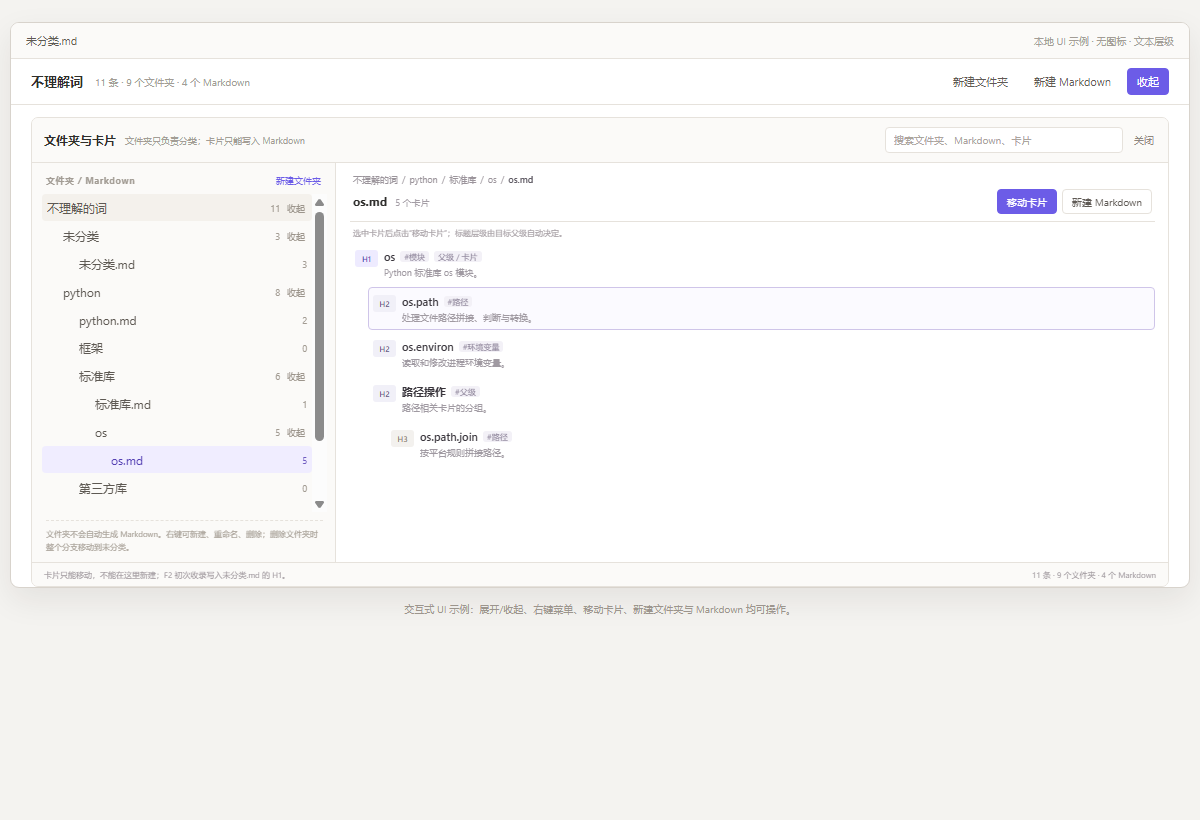 未分类.md
本地 UI 示例 · 无图标 · 文本层级
不理解词 11 条 · 9 个文件夹 · 4 个 Markdown
新建文件夹 新建 Markdown 收起
文件夹与卡片 文件夹只负责分类；卡片只能写入 Markdown
搜索文件夹、Markdown、卡片 关闭
文件夹 / Markdown 新建文件夹
不理解的词 11 收起
未分类 3 收起
未分类.md 3
python 8 收起
python.md 2
框架 0
标准库 6 收起
标准库.md 1
os 5 收起
os.md 5
第三方库 0
文件夹不会自动生成 Markdown。右键可新建、重命名、删除；删除文件夹时
整个分支移动到未分类。
不理解的词 / python / 标准库 / os / os.md
os.md 5 个卡片
移动卡片 新建 Markdown
选中卡片后点击“移动卡片”；标题层级由目标父级自动决定。
H1 os #模块 父级 / 卡片
Python 标准库 os 模块。
H2 os.path #路径
处理文件路径拼接、判断与转换。
H2 os.environ #环境变量
读取和修改进程环境变量。
H2 路径操作 #父级
路径相关卡片的分组。
H3 os.path.join #路径
按平台规则拼接路径。
卡片只能移动，不能在这里新建；F2 初次收录写入未分类.md 的 H1。
11 条 · 9 个文件夹 · 4 个 Markdown
交互式 UI 示例：展开/收起、右键菜单、移动卡片、新建文件夹与 Markdown 均可操作。